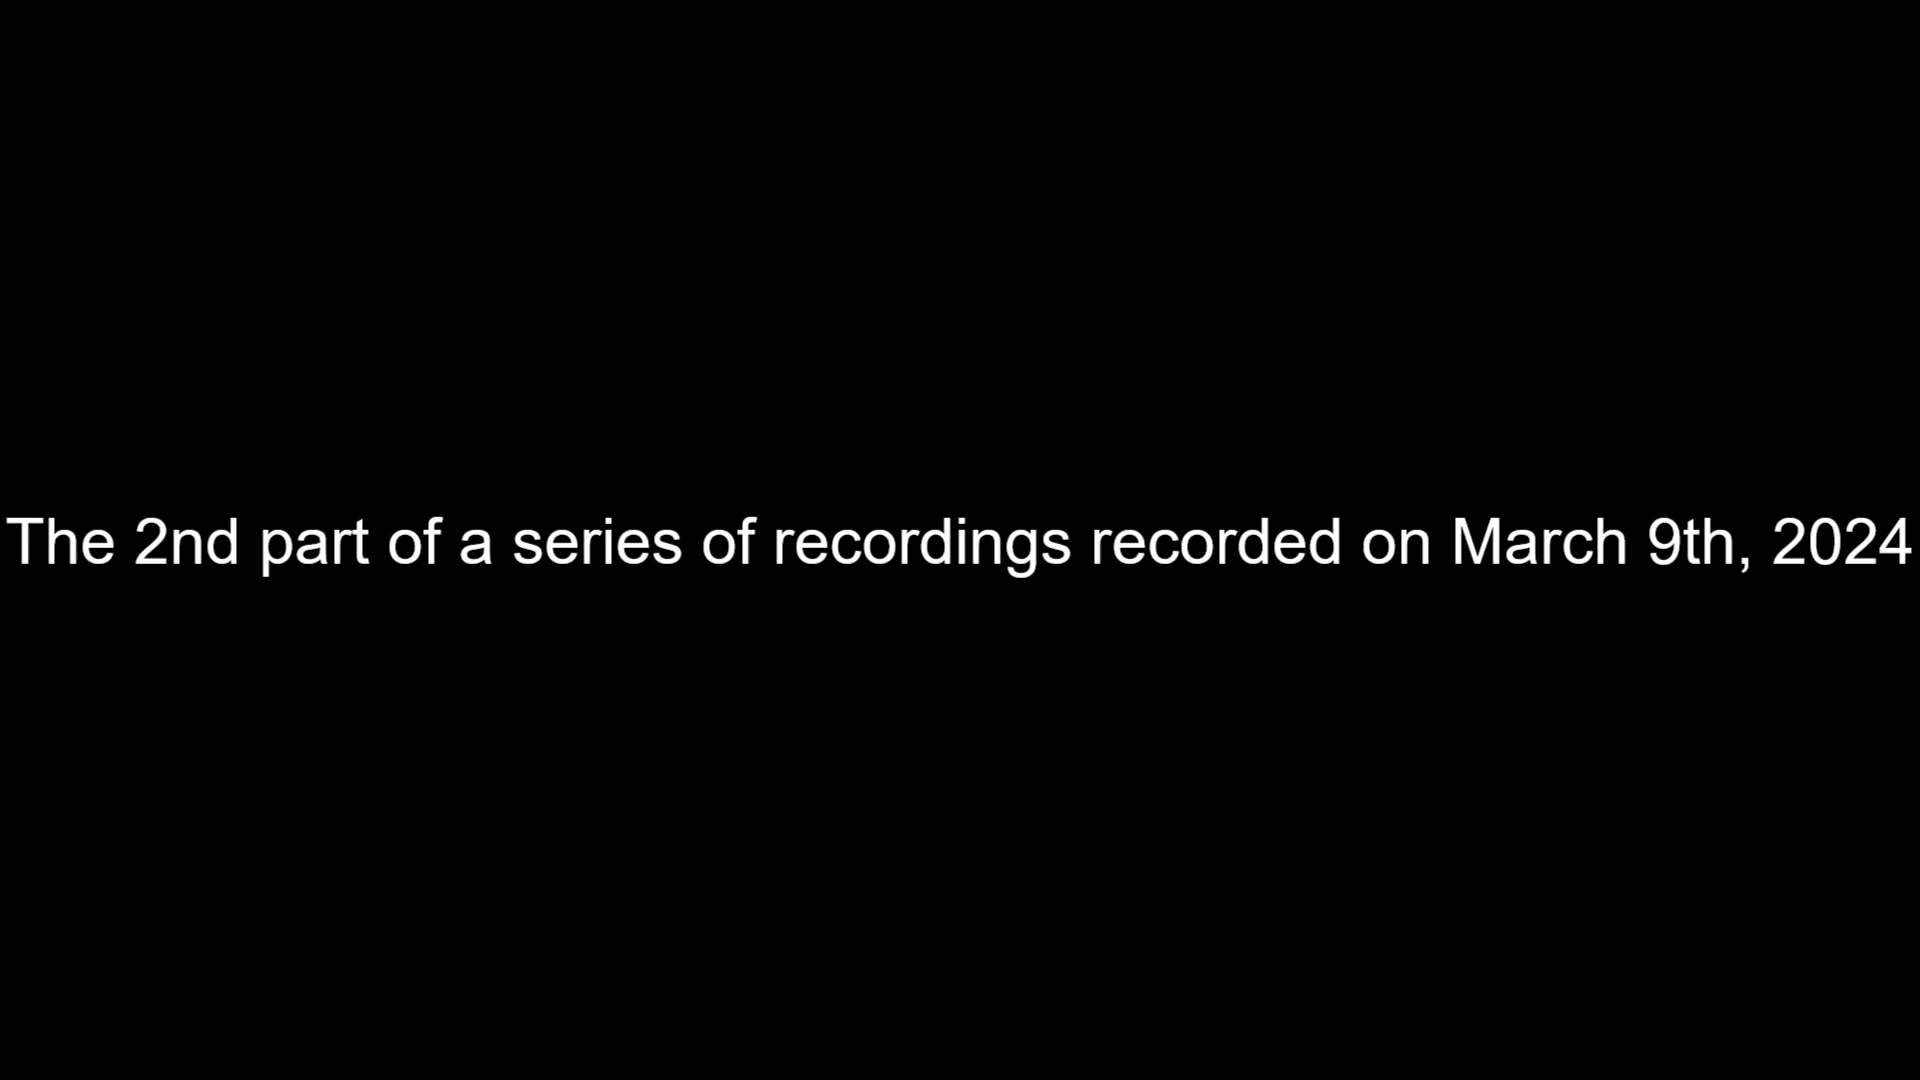 The 2nd part of a series of recordings recorded on March 9th, 2024